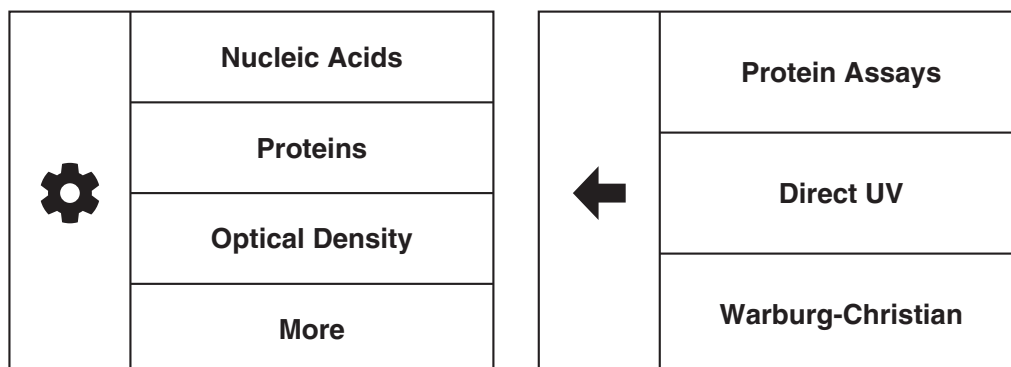 Nucleic Acids
Proteins
Optical Density
More
Protein Assays
Direct UV
Warburg-Christian